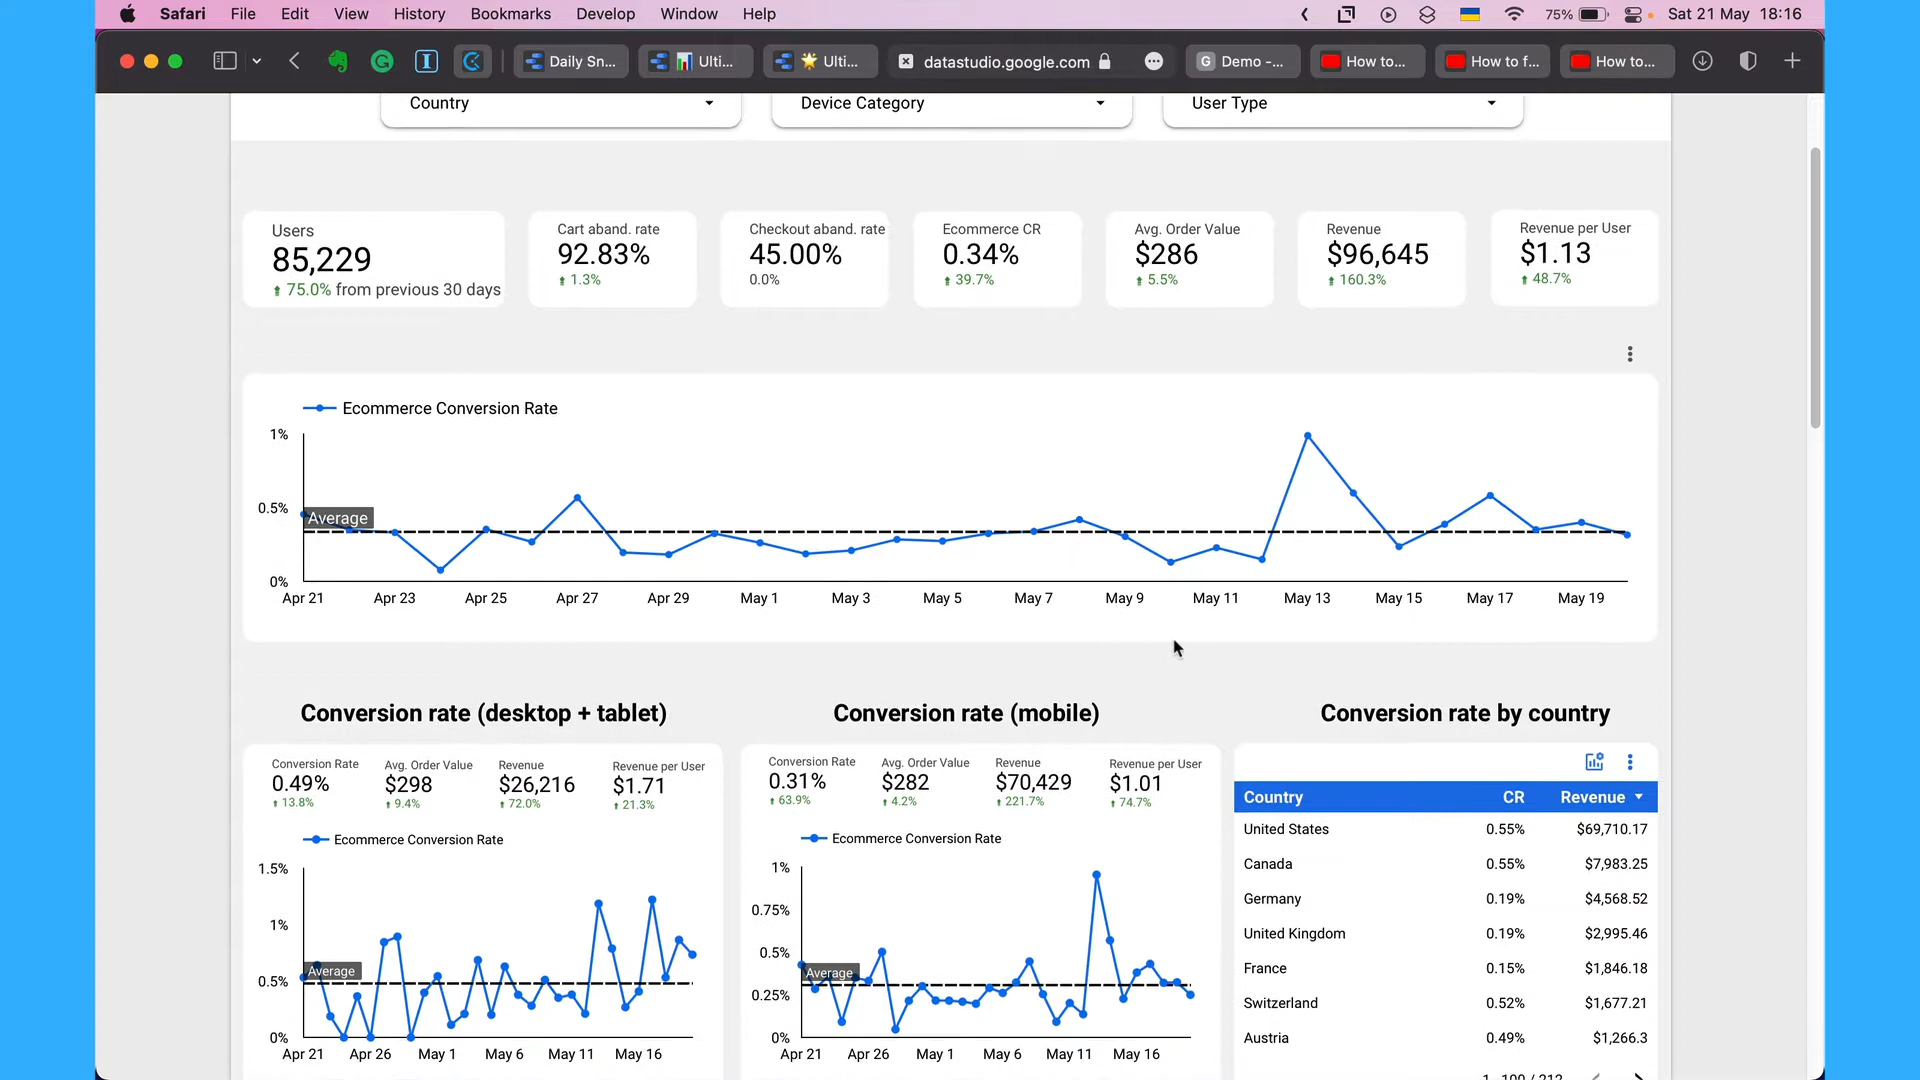 Safari File Edit View History Bookmarks Develop Window Help 75% Sat 21 May 18:16
Daily Sn... Ulti... Ulti... datastudio.google.com G Demo -... How to... How to f... How to...
Country Device Category User Type
Users Cart aband. rate Checkout aband. rate Ecommerce CR Avg. Order Value Revenue Revenue per User
85,229 92.83% 45.00% 0.34% $286 $96,645 $1.13
75.0% from previous 30 days 1.3% 0.0% 39.7% 5.5% 160.3% 48.7%
Ecommerce Conversion Rate
1%
0.5%
Average
0%
Apr 21 Apr 23 Apr 25 Apr 27 Apr 29 May 1 May 3 May 5 May 7 May 9 May 11 May 13 May 15 May 17 May 19
Conversion rate (desktop + tablet)
Conversion Rate Avg. Order Value Revenue Revenue per User
0.49% $298 $26,216 $1.71
13.8% 9.4% 72.0% 21.3%
Ecommerce Conversion Rate
1.5%
1%
Average
0.5%
0%
Apr 21 Apr 26 May 1 May 6 May 11 May 16
Conversion rate (mobile)
Conversion Rate Avg. Order Value Revenue Revenue per User
0.31% $282 $70,429 $1.01
63.9% 4.2% 221.7% 74.7%
Ecommerce Conversion Rate
1%
0.75%
0.5%
Average
0.25%
0%
Apr 21 Apr 26 May 1 May 6 May 11 May 16
Conversion rate by country
Country CR Revenue
United States 0.55% $69,710.17
Canada 0.55% $7,983.25
Germany 0.19% $4,568.52
United Kingdom 0.19% $2,995.46
France 0.15% $1,846.18
Switzerland 0.52% $1,677.21
Austria 0.49% $1,266.3